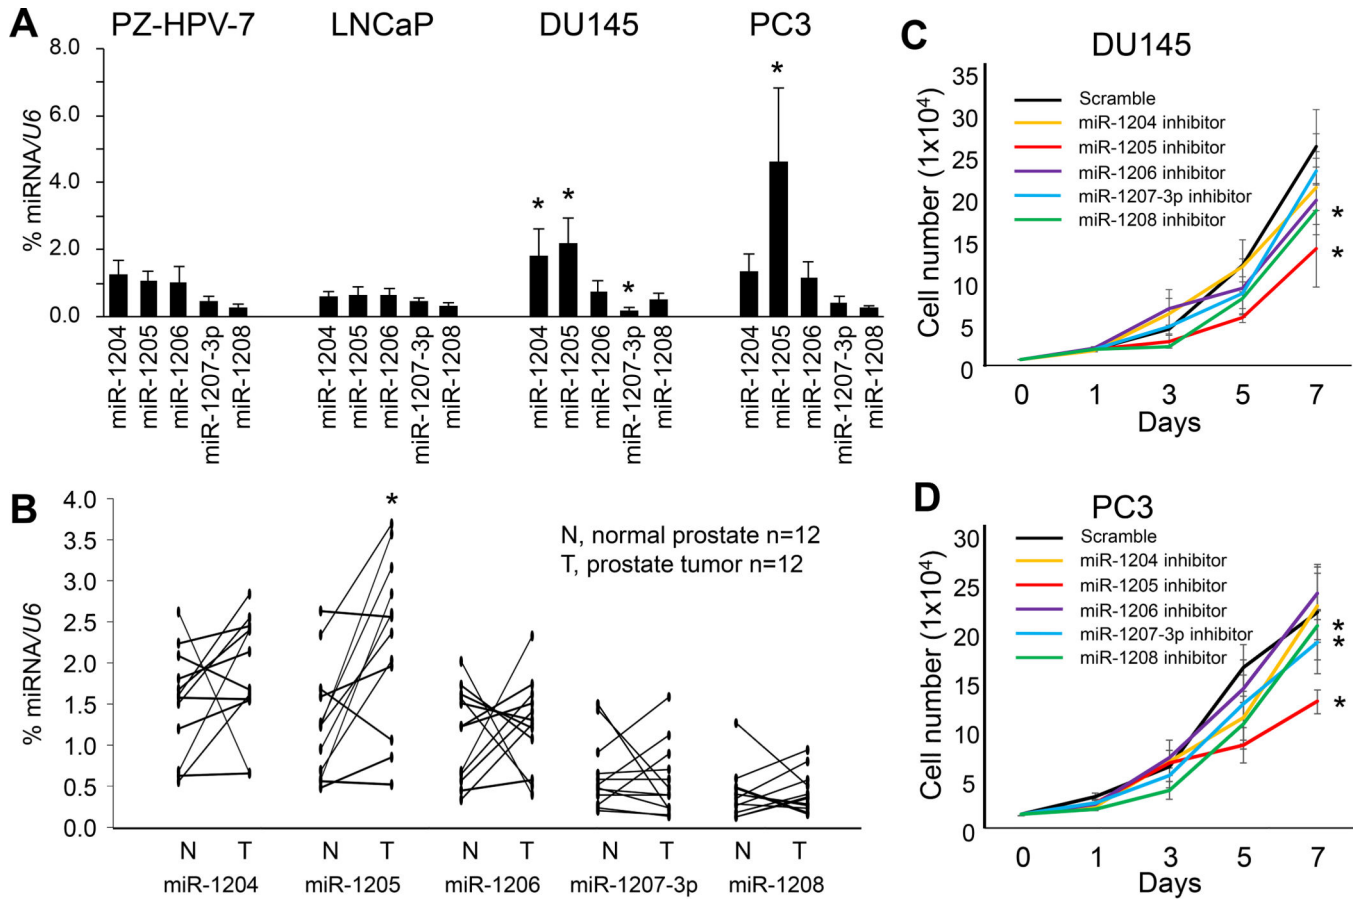 A
PZ-HPV-7
LNCaP
DU145
PC3
% miRNA/U6
8.0
6.0
4.0
2.0
0.0
*
*
*
*
miR-1204
miR-1205
miR-1206
miR-1207-3p
miR-1208
miR-1204
miR-1205
miR-1206
miR-1207-3p
miR-1208
miR-1204
miR-1205
miR-1206
miR-1207-3p
miR-1208
miR-1204
miR-1205
miR-1206
miR-1207-3p
miR-1208
B
% miRNA/U6
4.0
3.5
3.0
2.5
2.0
1.5
1.0
0.5
0.0
*
N, normal prostate n=12
T, prostate tumor n=12
N T N T N T N T N T
miR-1204 miR-1205 miR-1206 miR-1207-3p miR-1208
C
DU145
Cell number (1x10⁴)
35
30
25
20
15
10
5
0
Scramble
miR-1204 inhibitor
miR-1205 inhibitor
miR-1206 inhibitor
miR-1207-3p inhibitor
miR-1208 inhibitor
*
*
0 1 3 5 7
Days
D
PC3
Cell number (1x10⁴)
30
25
20
15
10
5
0
Scramble
miR-1204 inhibitor
miR-1205 inhibitor
miR-1206 inhibitor
miR-1207-3p inhibitor
miR-1208 inhibitor
*
*
*
0 1 3 5 7
Days